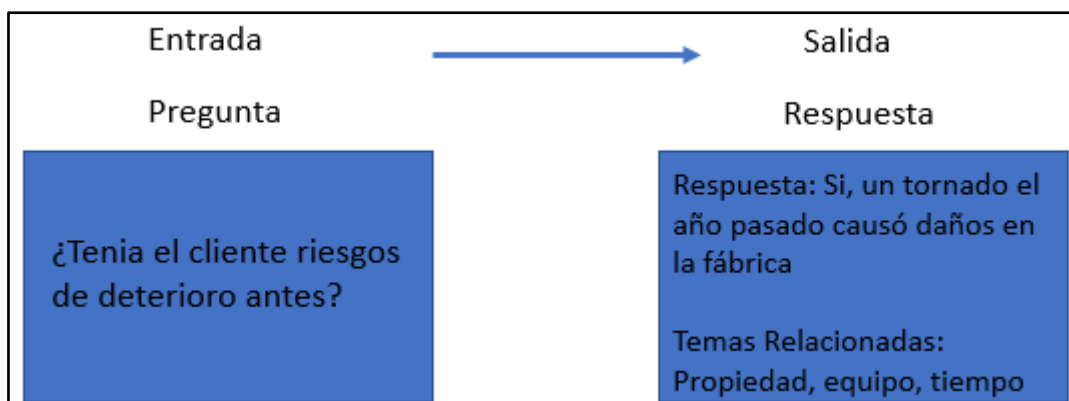 Entrada
Salida
Pregunta
Respuesta
¿Tenia el cliente riesgos
de deterioro antes?
Respuesta: Si, un tornado el
año pasado causó daños en
la fábrica
Temas Relacionadas:
Propiedad, equipo, tiempo